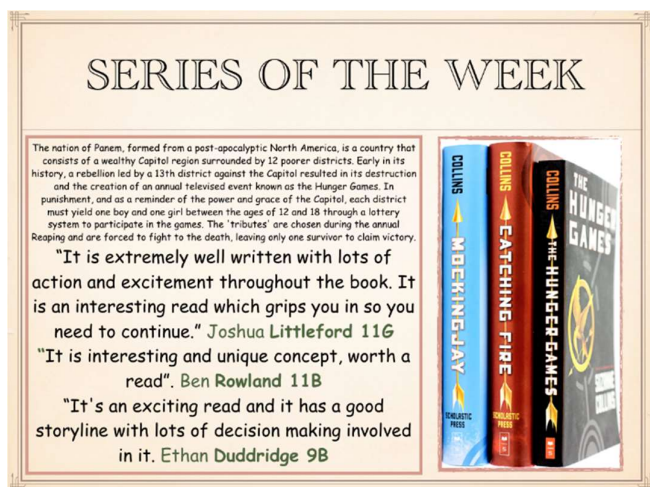 SERIES OF THE WEEK
The nation of Panem, formed from a post-apocalyptic North America, is a country that
consists of a wealthy Capitol region surrounded by 12 poorer districts. Early in its
history, a rebellion led by a 13th district against the Capitol resulted in its destruction
and the creation of an annual televised event known as the Hunger Games. In
punishment, and as a reminder of the power and grace of the Capitol, each district
must yield one boy and one girl between the ages of 12 and 18 through a lottery
system to participate in the games. The 'tributes' are chosen during the annual
Reaping and are forced to fight to the death, leaving only one survivor to claim victory.
“It is extremely well written with lots of
action and excitement throughout the book. It
is an interesting read which grips you in so you
need to continue.” Joshua Littleford 11G
“It is interesting and unique concept, worth a
read”. Ben Rowland 11B
“It's an exciting read and it has a good
storyline with lots of decision making involved
in it. Ethan Duddridge 9B
COLLINS
MOCKINGJAY
SCHOLASTIC
PRESS
COLLINS
CATCHING FIRE
SCHOLASTIC
PRESS
COLLINS
THE HUNGER GAMES
THE
HUNGER
GAMES
SUZANNE
COLLINS